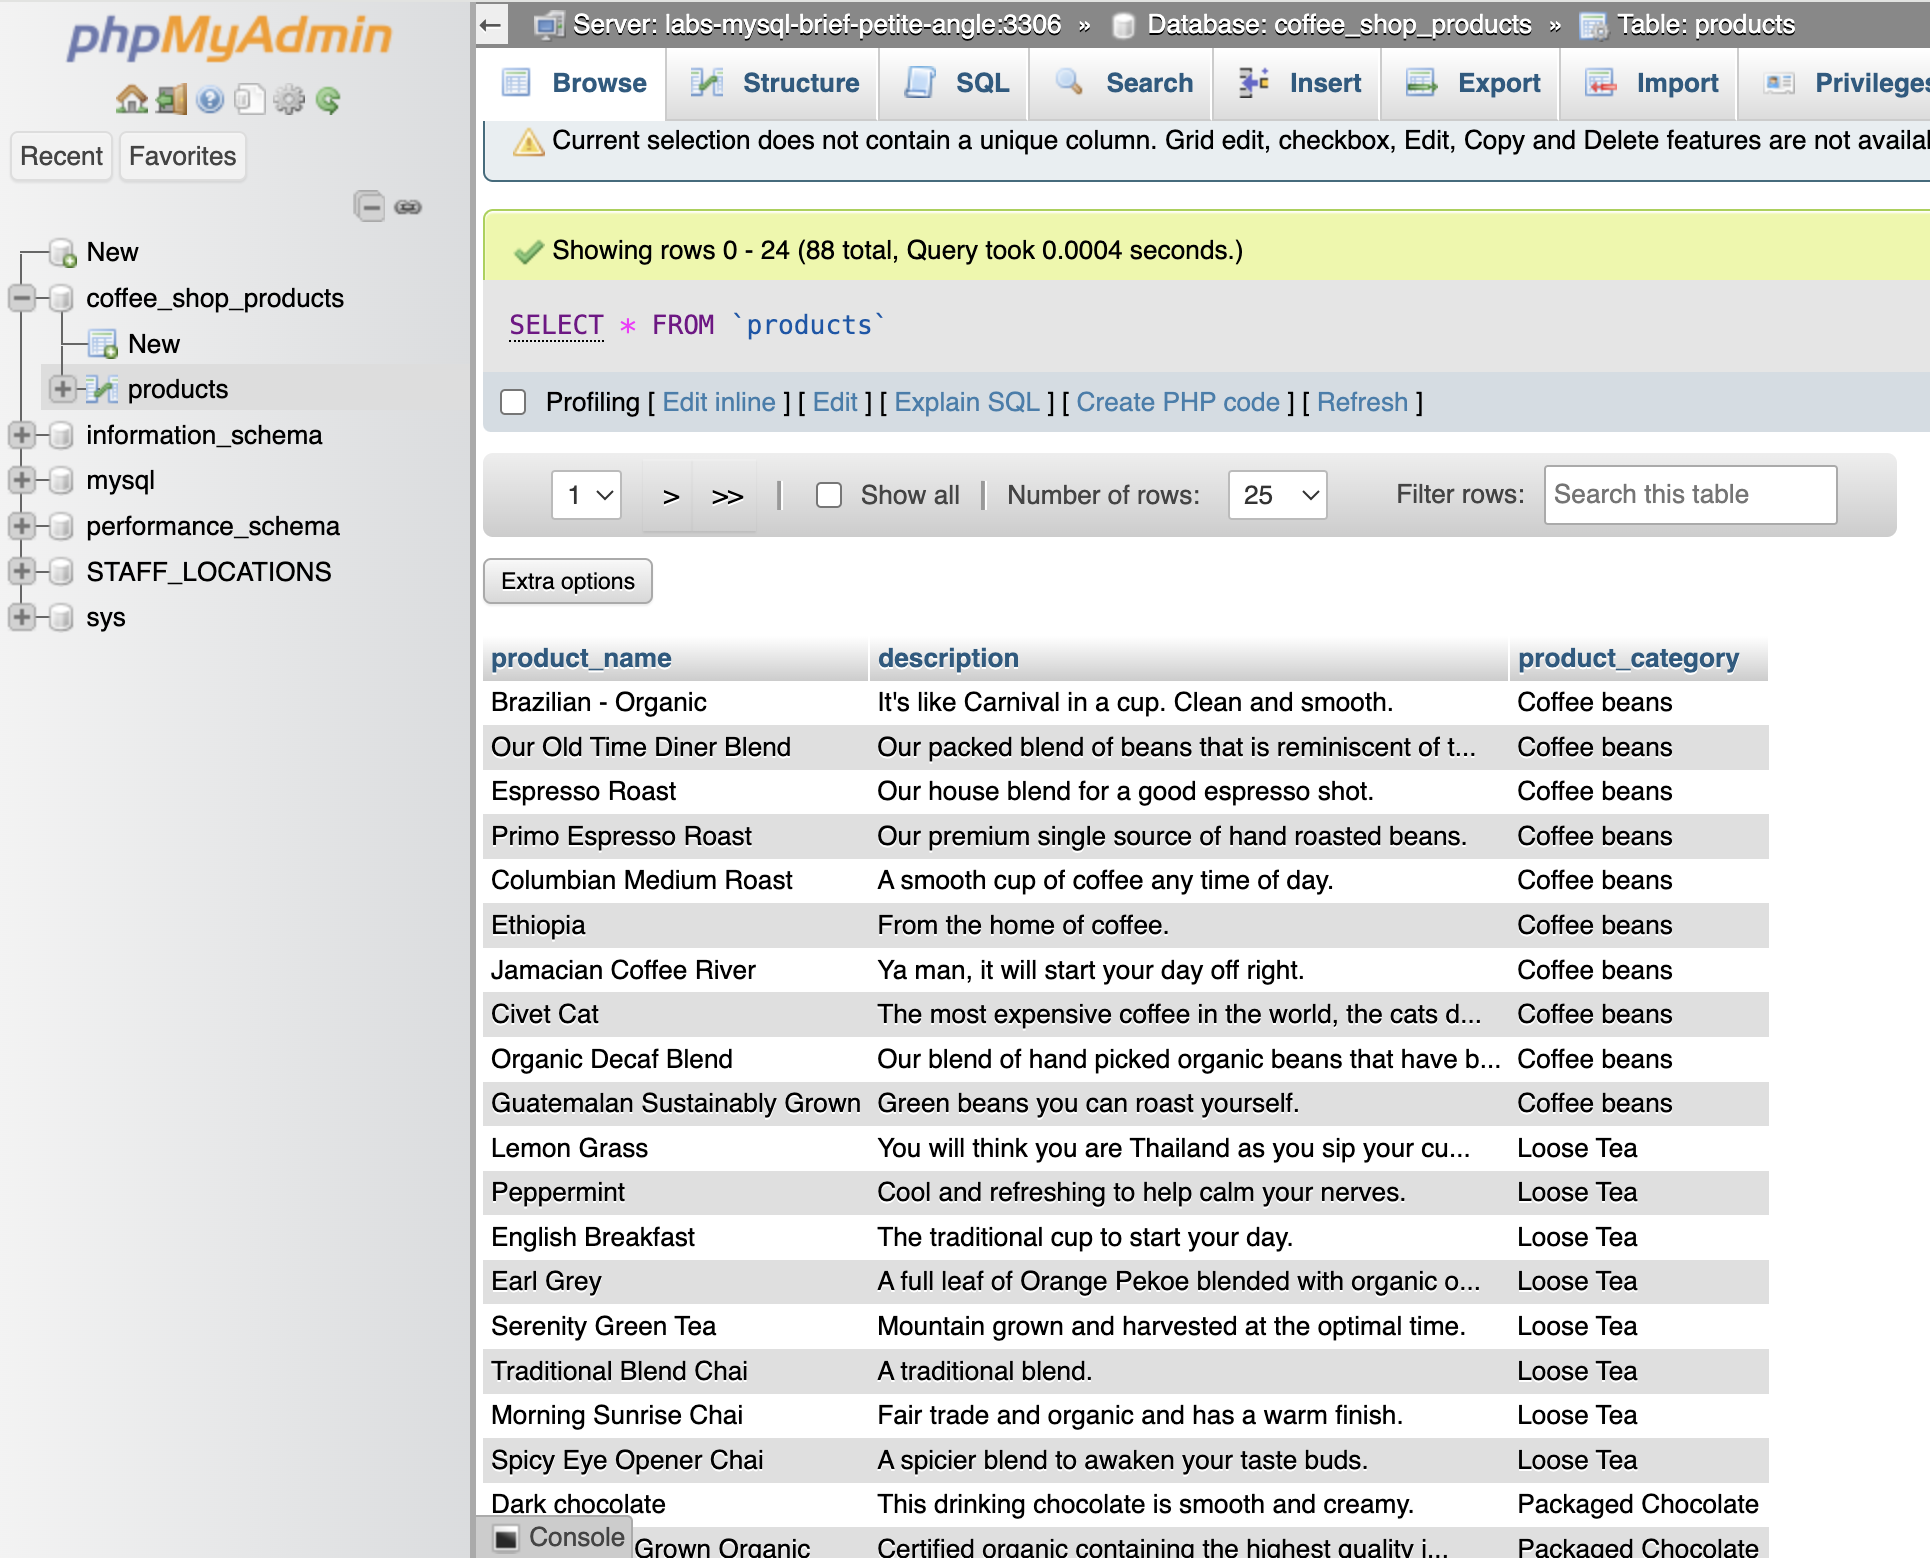 phpMyAdmin
Recent Favorites
New
coffee_shop_products
New
products
information_schema
mysql
performance_schema
STAFF_LOCATIONS
sys
← Server: labs-mysql-brief-petite-angle:3306 » Database: coffee_shop_products » Table: products
Browse Structure SQL Search Insert Export Import Privileges
Current selection does not contain a unique column. Grid edit, checkbox, Edit, Copy and Delete features are not
Showing rows 0 - 24 (88 total, Query took 0.0004 seconds.)
SELECT * FROM `products`
Profiling [ Edit inline ] [ Edit ] [ Explain SQL ] [ Create PHP code ] [ Refresh ]
1 > >> | Show all | Number of rows: 25 Filter rows: Search this table
Extra options
product_name description product_category
Brazilian - Organic It's like Carnival in a cup. Clean and smooth. Coffee beans
Our Old Time Diner Blend Our packed blend of beans that is reminiscent of t... Coffee beans
Espresso Roast Our house blend for a good espresso shot. Coffee beans
Primo Espresso Roast Our premium single source of hand roasted beans. Coffee beans
Columbian Medium Roast A smooth cup of coffee any time of day. Coffee beans
Ethiopia From the home of coffee. Coffee beans
Jamacian Coffee River Ya man, it will start your day off right. Coffee beans
Civet Cat The most expensive coffee in the world, the cats d... Coffee beans
Organic Decaf Blend Our blend of hand picked organic beans that have b... Coffee beans
Guatemalan Sustainably Grown Green beans you can roast yourself. Coffee beans
Lemon Grass You will think you are Thailand as you sip your cu... Loose Tea
Peppermint Cool and refreshing to help calm your nerves. Loose Tea
English Breakfast The traditional cup to start your day. Loose Tea
Earl Grey A full leaf of Orange Pekoe blended with organic o... Loose Tea
Serenity Green Tea Mountain grown and harvested at the optimal time. Loose Tea
Traditional Blend Chai A traditional blend. Loose Tea
Morning Sunrise Chai Fair trade and organic and has a warm finish. Loose Tea
Spicy Eye Opener Chai A spicier blend to awaken your taste buds. Loose Tea
Dark chocolate This drinking chocolate is smooth and creamy. Packaged Chocolate
Console Grown Organic Certified organic containing the highest quality i... Packaged Chocolate